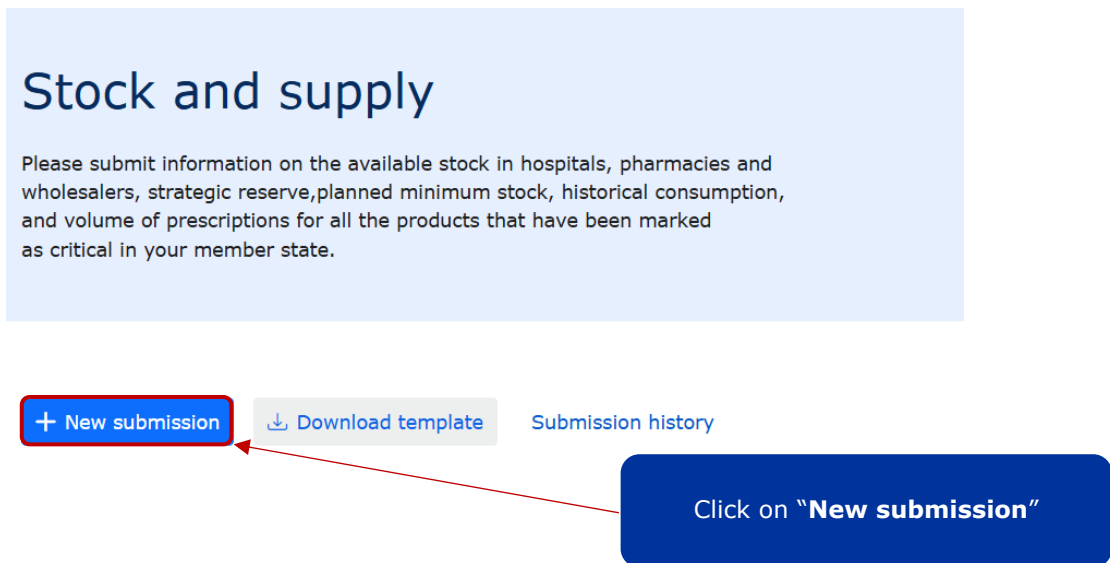 Stock and supply
Please submit information on the available stock in hospitals, pharmacies and
wholesalers, strategic reserve,planned minimum stock, historical consumption,
and volume of prescriptions for all the products that have been marked
as critical in your member state.
+ New submission
Download template
Submission history
Click on “New submission”